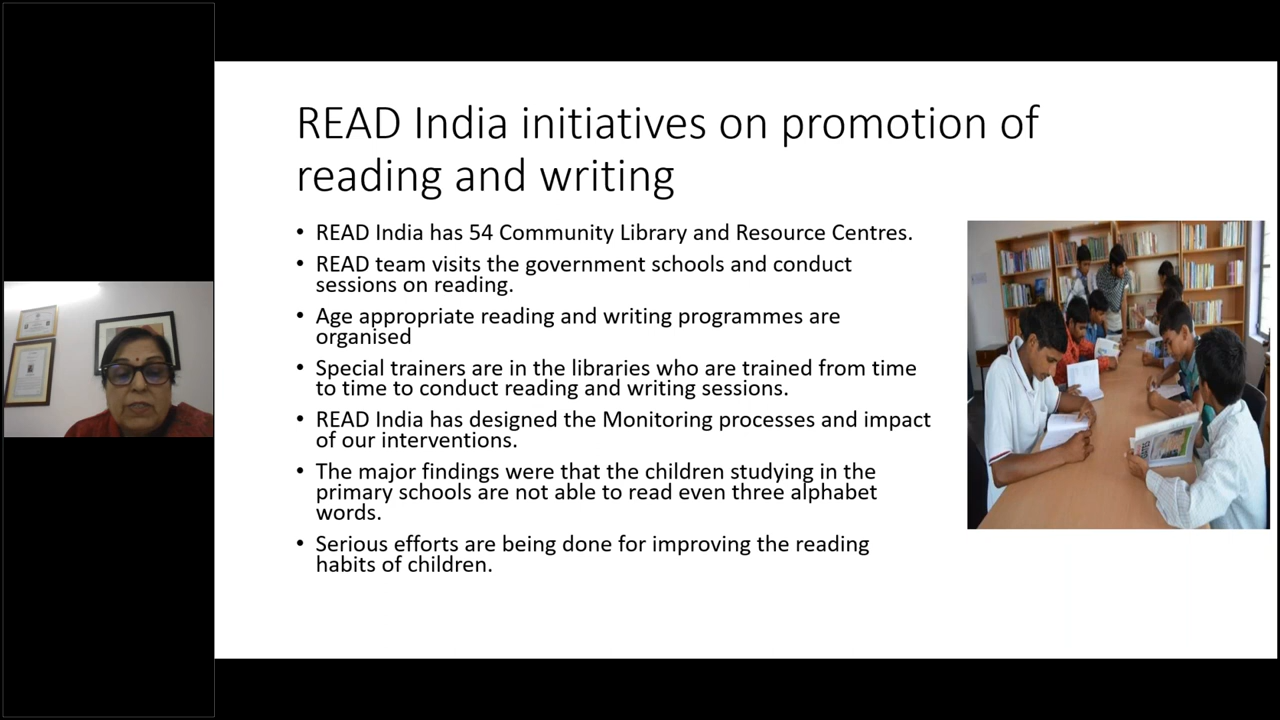 READ India initiatives on promotion of
reading and writing
• READ India has 54 Community Library and Resource Centres.
• READ team visits the government schools and conduct
sessions on reading.
• Age appropriate reading and writing programmes are
organised
• Special trainers are in the libraries who are trained from time
to time to conduct reading and writing sessions.
• READ India has designed the Monitoring processes and impact
of our interventions.
• The major findings were that the children studying in the
primary schools are not able to read even three alphabet
words.
• Serious efforts are being done for improving the reading
habits of children.